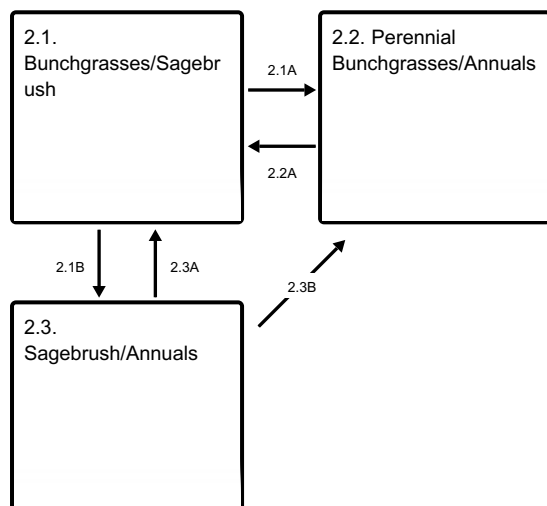 2.1.
Bunchgrasses/Sagebr
ush
2.2. Perennial
Bunchgrasses/Annuals
2.1A
2.2A
2.1B
2.3A
2.3B
2.3.
Sagebrush/Annuals